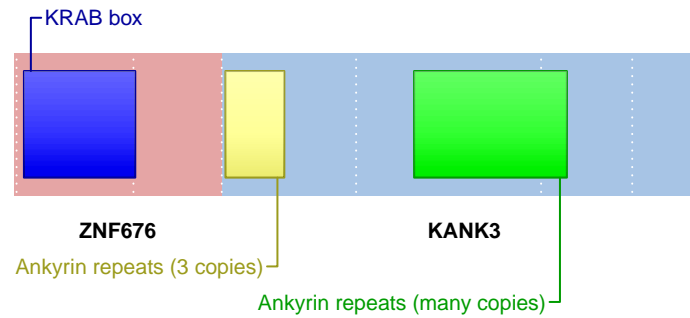 KRAB box
ZNF676 KANK3
Ankyrin repeats (3 copies)
Ankyrin repeats (many copies)